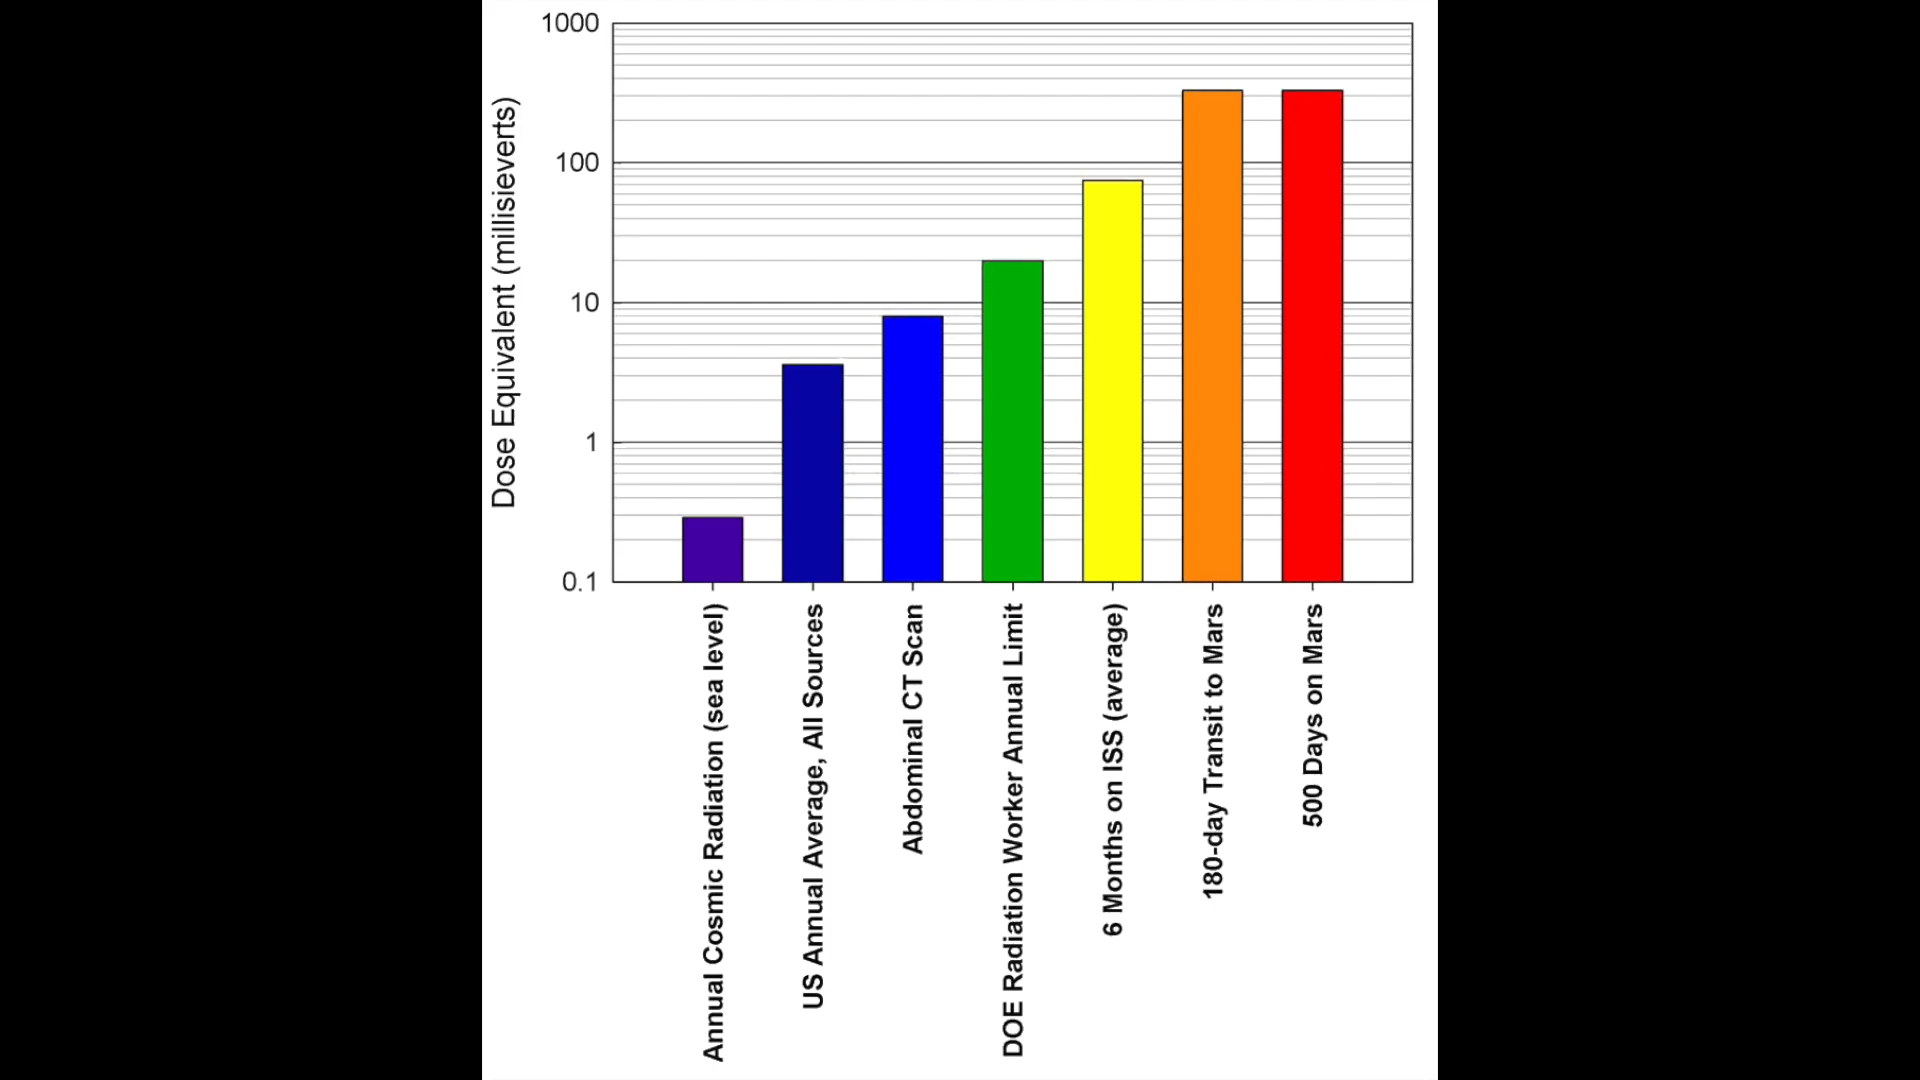 1000
100
10
1
0.1
Dose Equivalent (millisieverts)
Annual Cosmic Radiation (sea level)
US Annual Average, All Sources
Abdominal CT Scan
DOE Radiation Worker Annual Limit
6 Months on ISS (average)
180-day Transit to Mars
500 Days on Mars